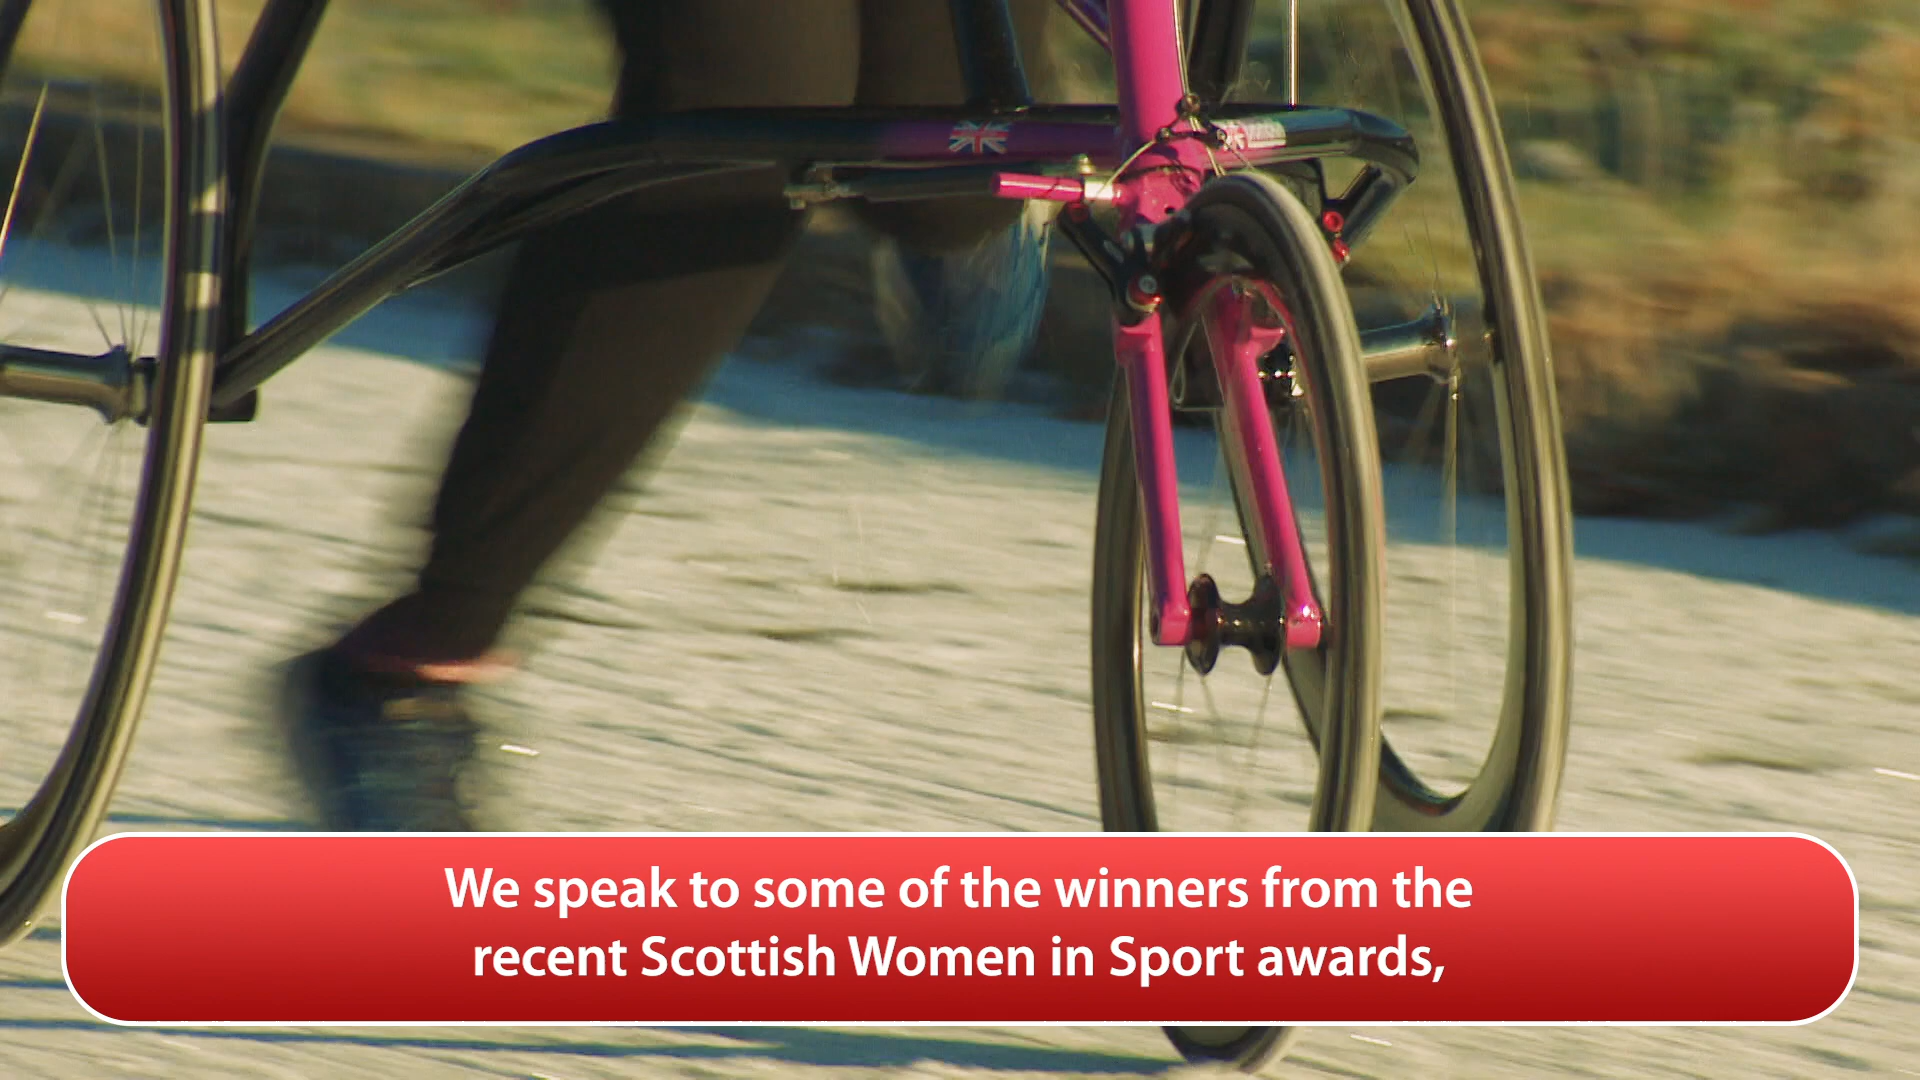 We speak to some of the winners from the
recent Scottish Women in Sport awards,